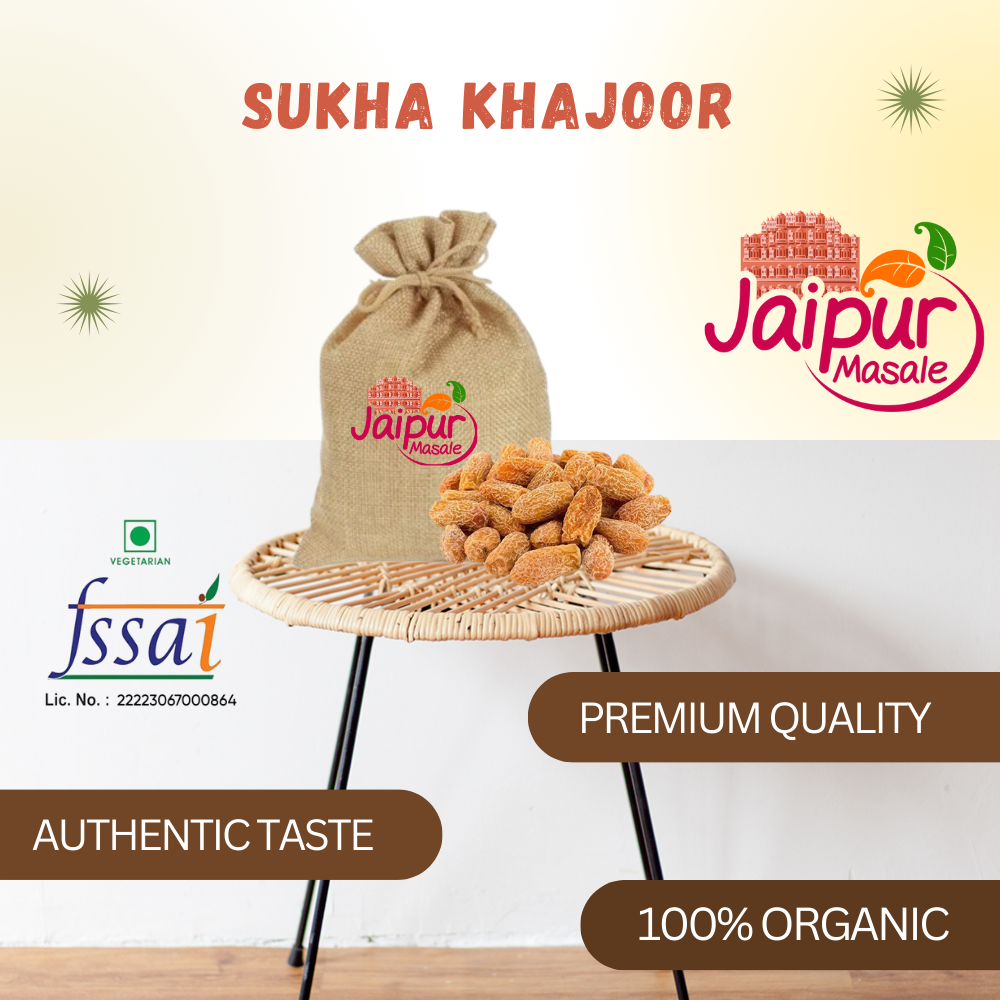 SUKHA KHAJOOR
Jaipur
Masale
Jaipur
Masale
VEGETARIAN
fssai
Lic. No. : 22223067000864
PREMIUM QUALITY
AUTHENTIC TASTE
100% ORGANIC